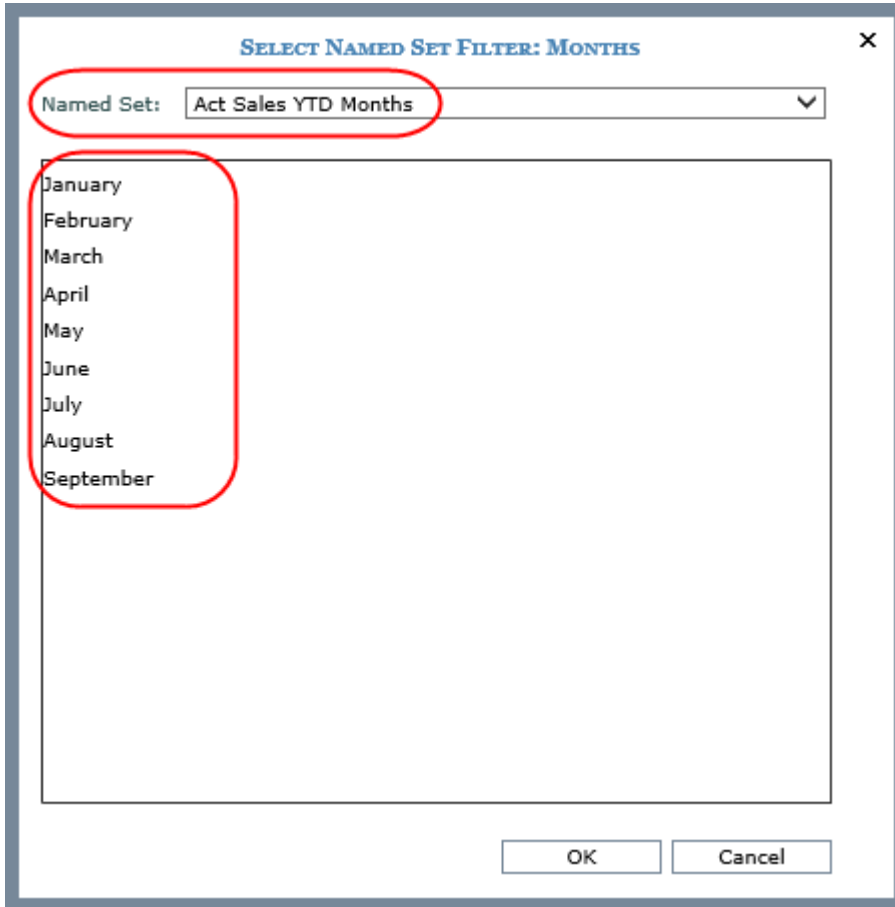 SELECT NAMED SET FILTER: MONTHS
Named Set: Act Sales YTD Months
January
February
March
April
May
June
July
August
September
OK Cancel